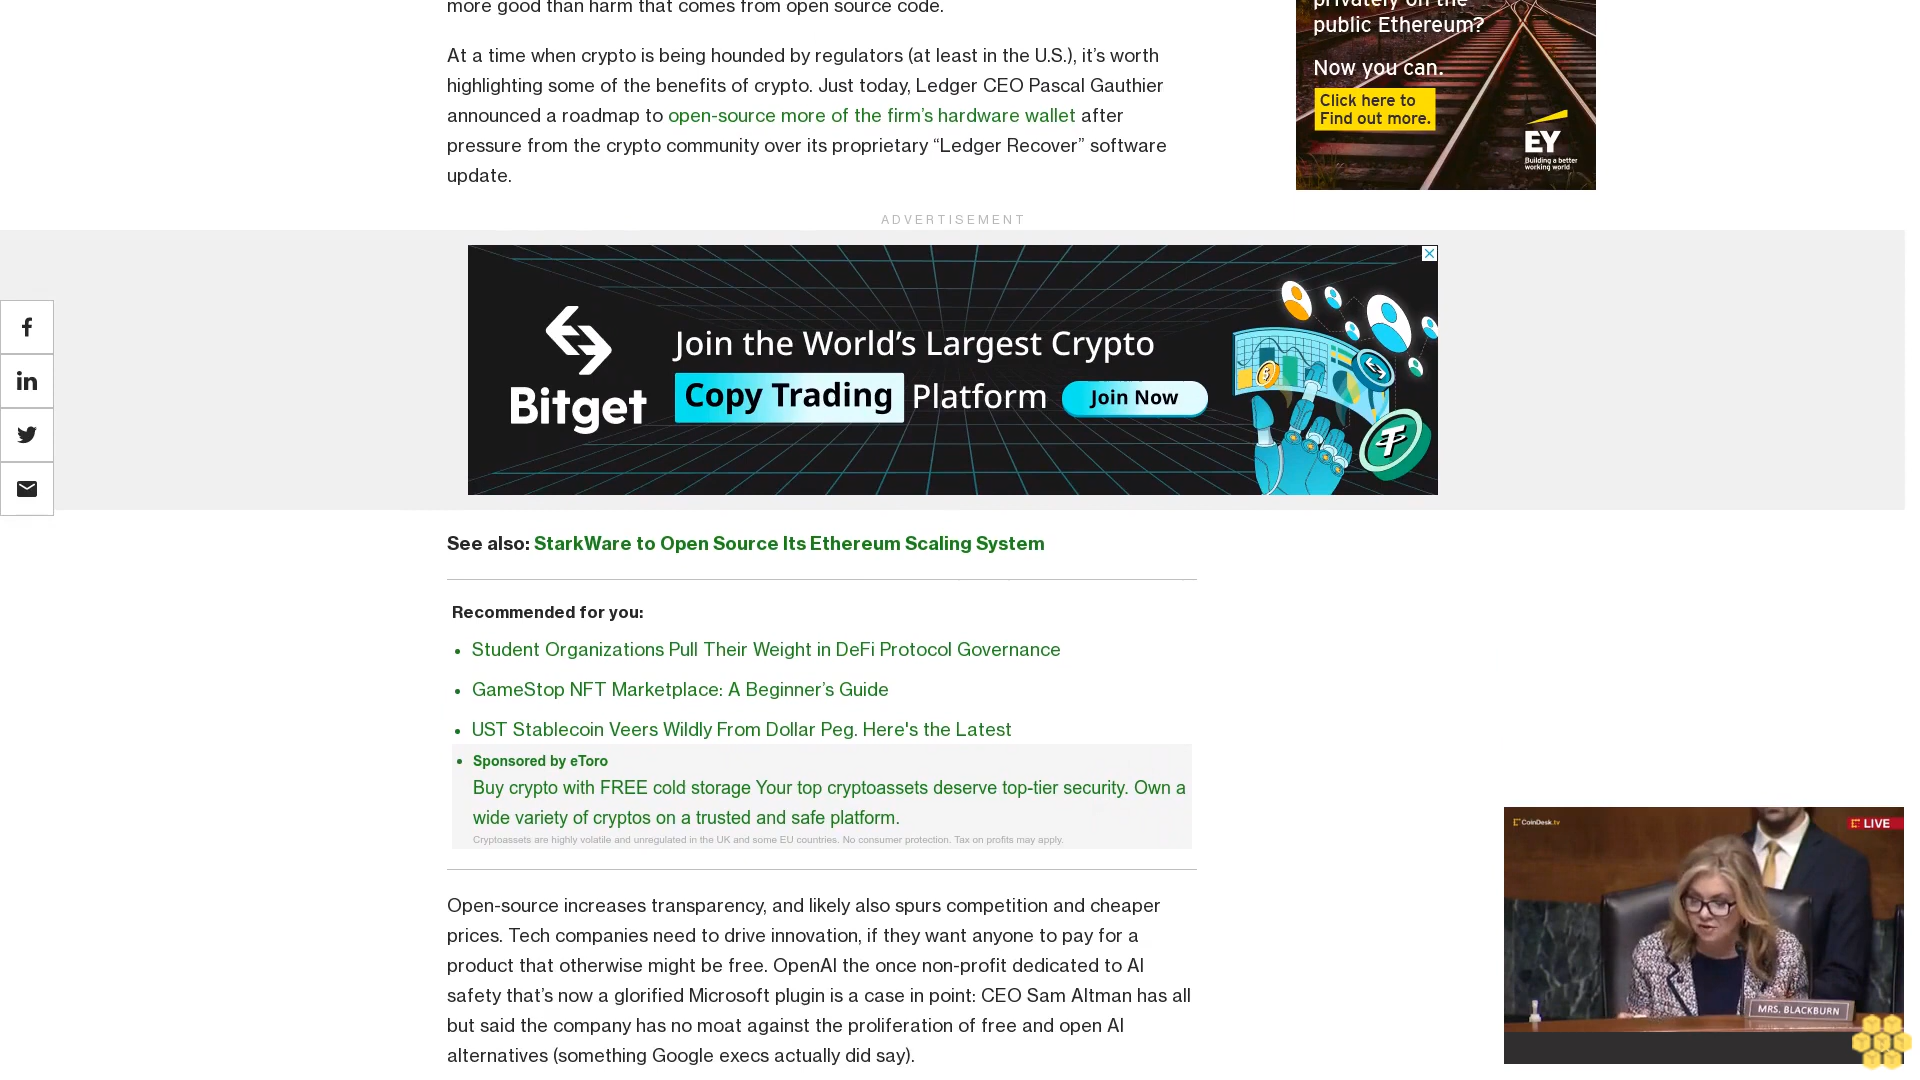 more good than harm that comes from open source code.
At a time when crypto is being hounded by regulators (at least in the U.S.), it’s worth
highlighting some of the benefits of crypto. Just today, Ledger CEO Pascal Gauthier
announced a roadmap to open-source more of the firm’s hardware wallet after
pressure from the crypto community over its proprietary “Ledger Recover” software
update.
privately on the
public Ethereum?
Now you can.
Click here to
Find out more.
EY
Building a better
working world
ADVERTISEMENT
Bitget
Join the World’s Largest Crypto
Copy Trading Platform Join Now
See also: StarkWare to Open Source Its Ethereum Scaling System
Recommended for you:
• Student Organizations Pull Their Weight in DeFi Protocol Governance
• GameStop NFT Marketplace: A Beginner’s Guide
• UST Stablecoin Veers Wildly From Dollar Peg. Here's the Latest
• Sponsored by eToro
Buy crypto with FREE cold storage Your top cryptoassets deserve top-tier security. Own a
wide variety of cryptos on a trusted and safe platform.
Cryptoassets are highly volatile and unregulated in the UK and some EU countries. No consumer protection. Tax on profits may apply.
Open-source increases transparency, and likely also spurs competition and cheaper
prices. Tech companies need to drive innovation, if they want anyone to pay for a
product that otherwise might be free. OpenAI the once non-profit dedicated to AI
safety that’s now a glorified Microsoft plugin is a case in point: CEO Sam Altman has all
but said the company has no moat against the proliferation of free and open AI
alternatives (something Google execs actually did say).
CoinDesk.tv
LIVE
MRS. BLACKBURN